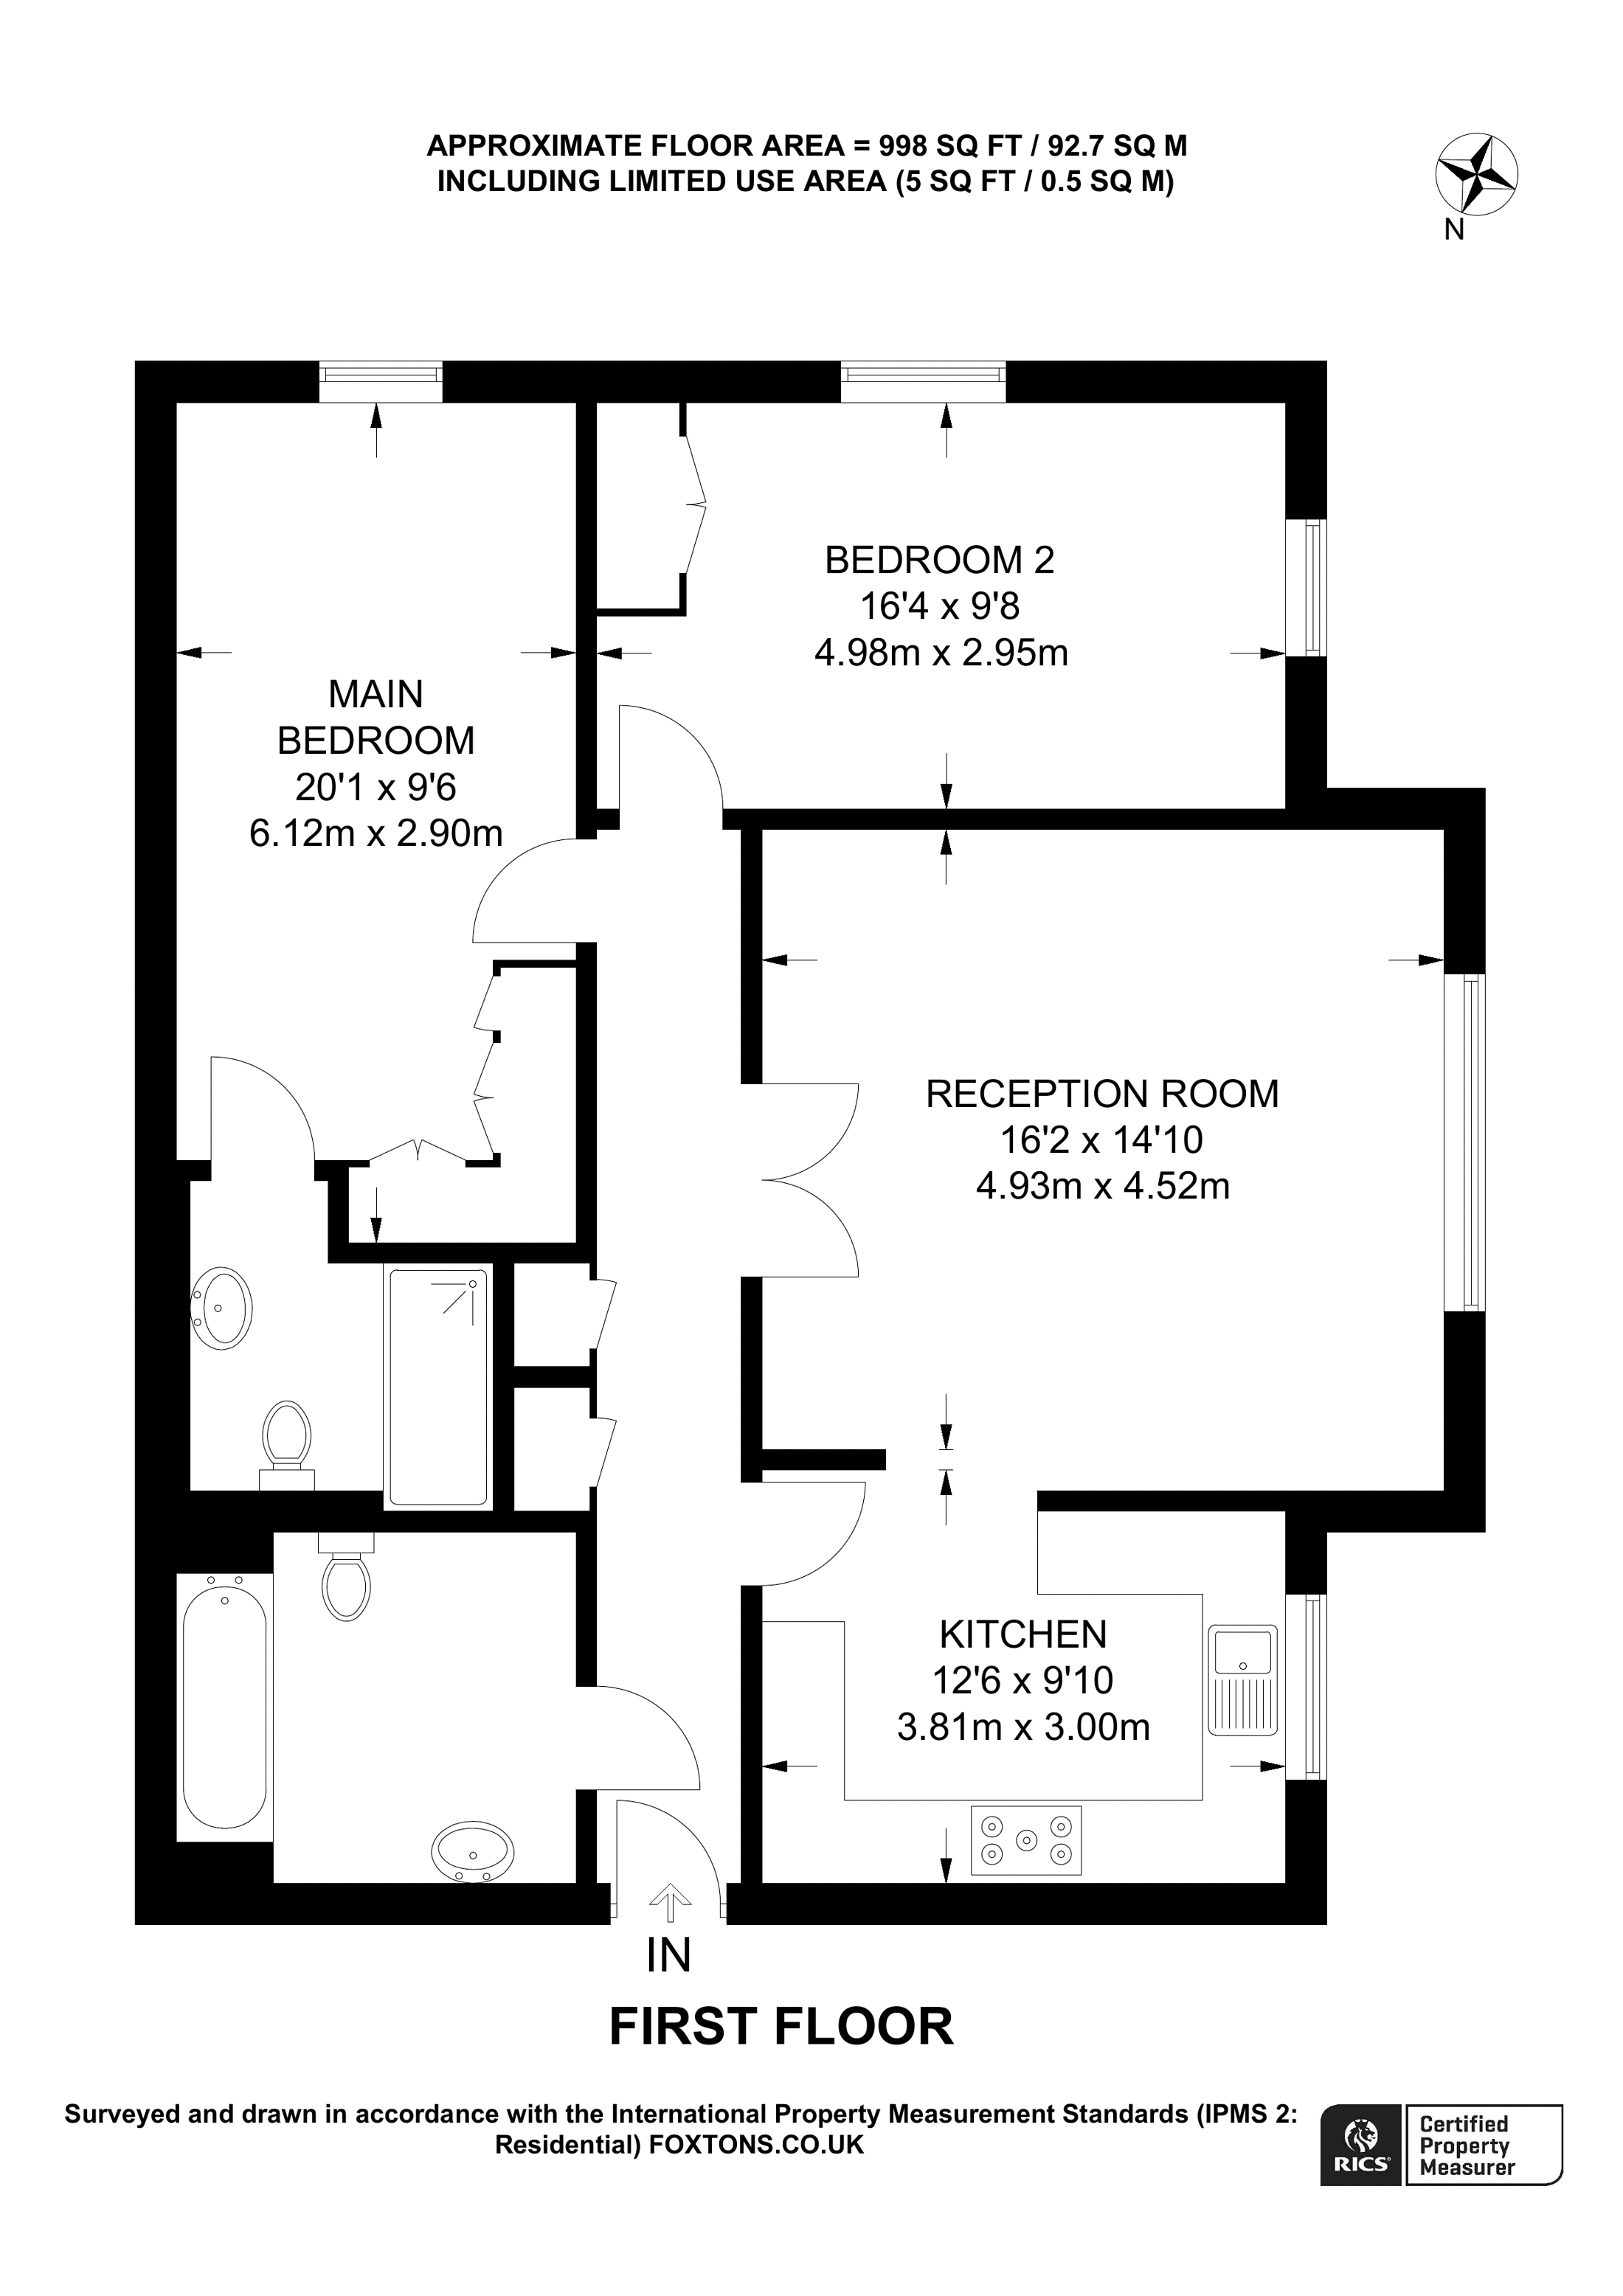 APPROXIMATE FLOOR AREA = 998 SQ FT / 92.7 SQ M
INCLUDING LIMITED USE AREA (5 SQ FT / 0.5 SQ M)
N
BEDROOM 2
16'4 x 9'8
4.98m x 2.95m
MAIN
BEDROOM
20'1 x 9'6
6.12m x 2.90m
RECEPTION ROOM
16'2 x 14'10
4.93m x 4.52m
KITCHEN
12'6 x 9'10
3.81m x 3.00m
IN
FIRST FLOOR
Surveyed and drawn in accordance with the International Property Measurement Standards (IPMS 2:
Residential) FOXTONS.CO.UK
RICS®
Certified
Property
Measurer